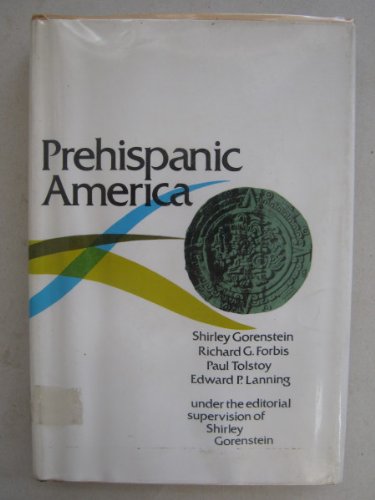 Prehispanic
America
Shirley Gorenstein
Richard G. Forbis
Paul Tolstoy
Edward P. Lanning
under the editorial
supervision of
Shirley
Gorenstein